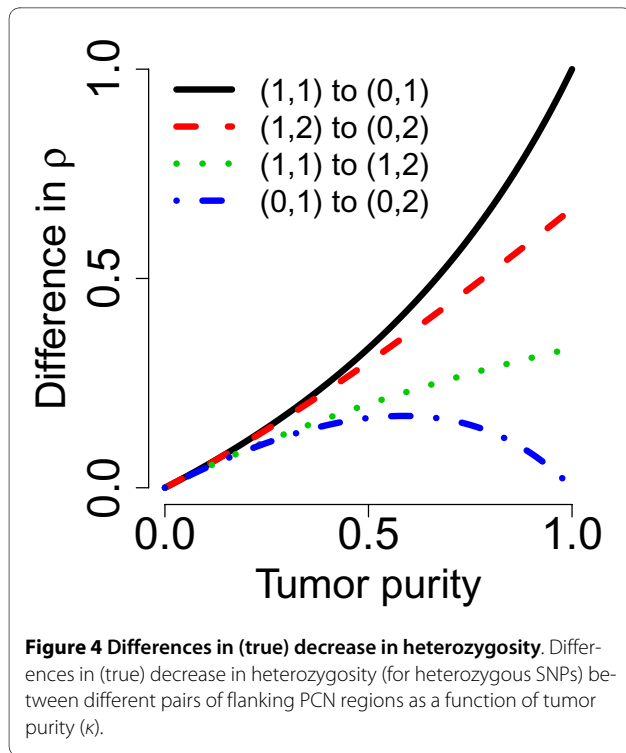 1.0
(1,1) to (0,1)
(1,2) to (0,2)
(1,1) to (1,2)
(0,1) to (0,2)
Difference in ρ
0.5
0.0
0.0
0.5
1.0
Tumor purity
Figure 4 Differences in (true) decrease in heterozygosity. Differ-
ences in (true) decrease in heterozygosity (for heterozygous SNPs) be-
tween different pairs of flanking PCN regions as a function of tumor
purity (κ).